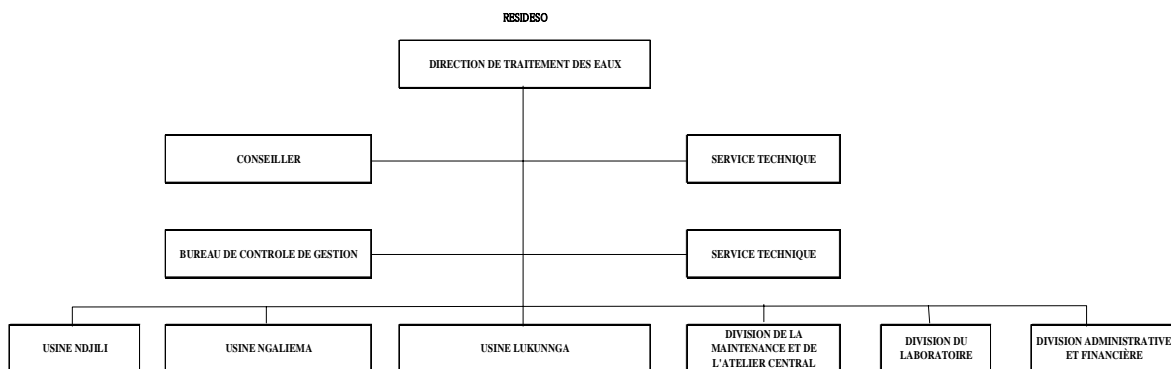 RESIDESO
DIRECTION DE TRAITEMENT DES EAUX
CONSEILLER
SERVICE TECHNIQUE
BUREAU DE CONTROLE DE GESTION
SERVICE TECHNIQUE
USINE NDJILI
USINE NGALIEMA
USINE LUKUNNGA
DIVISION DE LA
MAINTENANCE ET DE
L'ATELIER CENTRAL
DIVISION DU
LABORATOIRE
DIVISION ADMINISTRATIVE
ET FINANCIÈRE